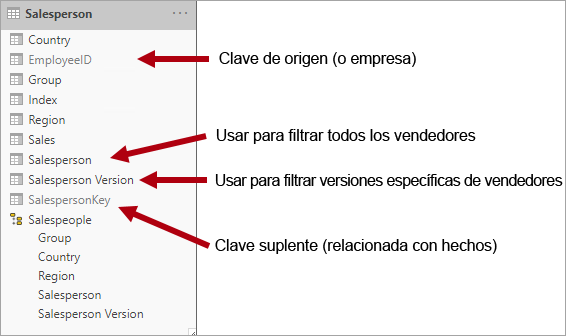 Salesperson ...
Country
EmployeeID
Clave de origen (o empresa)
Group
Index
Region
Sales
Usar para filtrar todos los vendedores
Salesperson
Salesperson Version
Usar para filtrar versiones específicas de vendedores
SalespersonKey
Salespeople
Group
Country
Clave suplente (relacionada con hechos)
Region
Salesperson
Salesperson Version